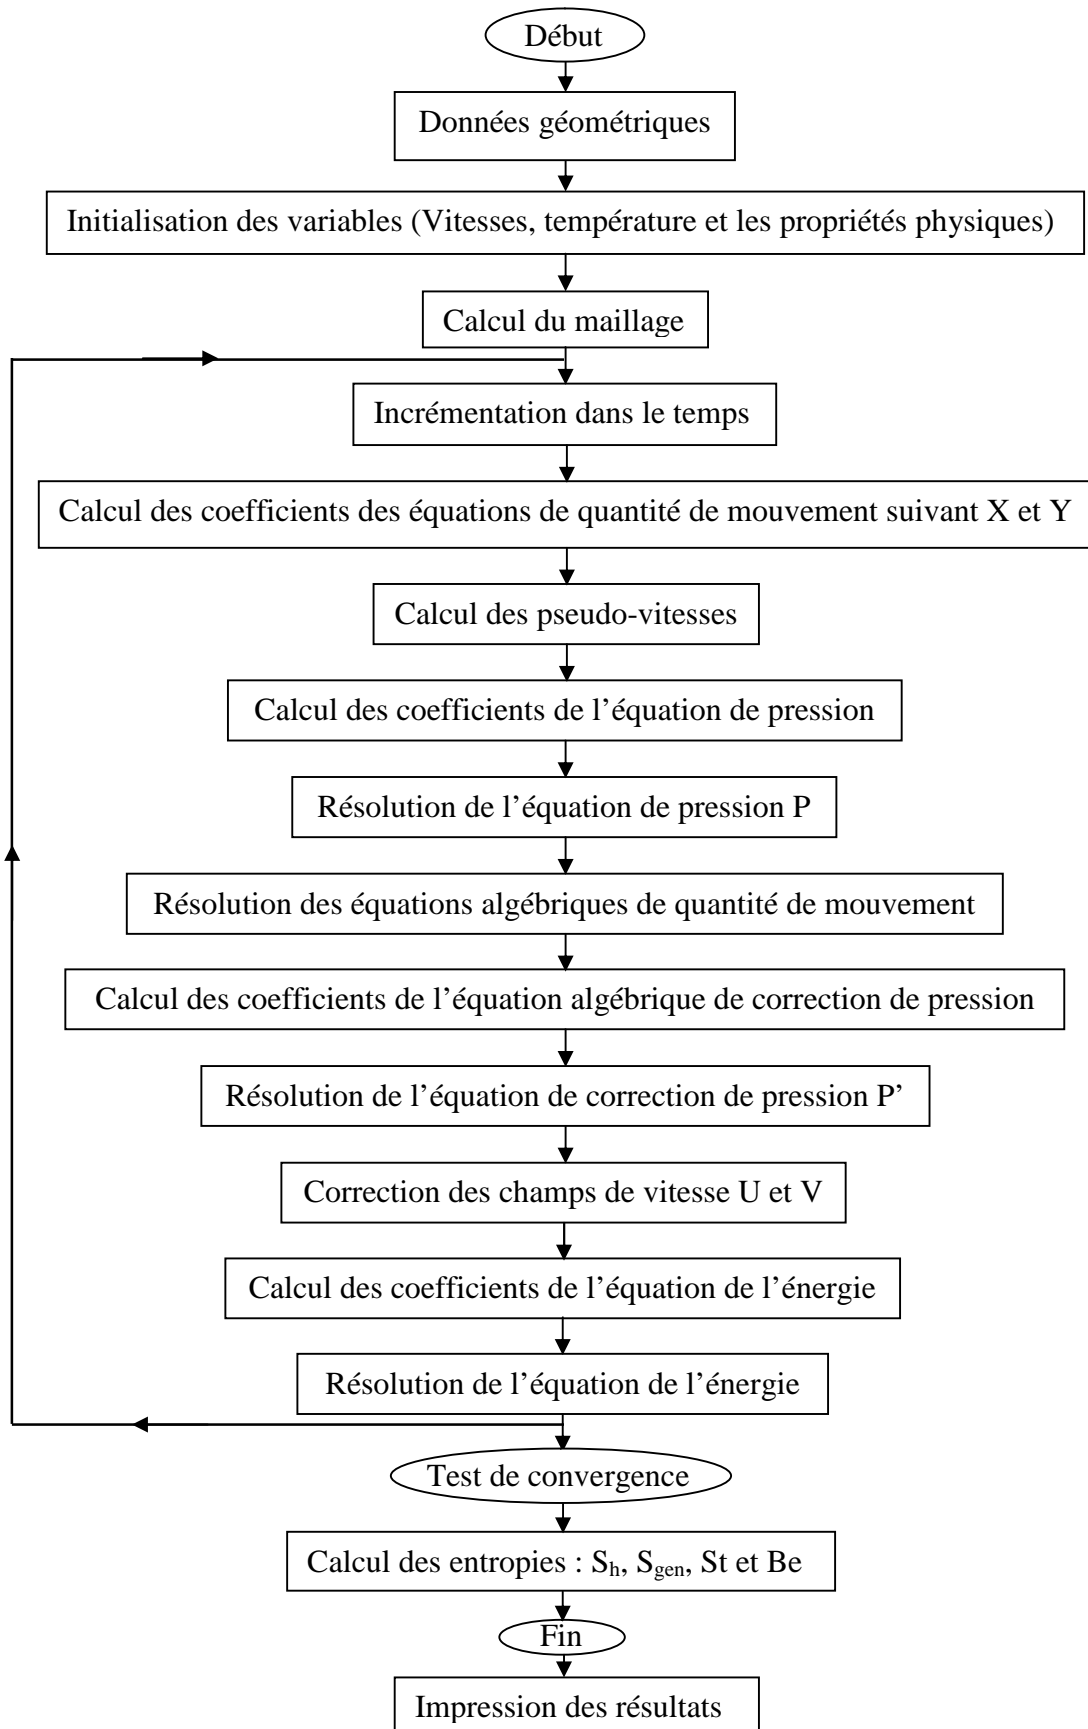 Début
Données géométriques
Initialisation des variables (Vitesses, température et les propriétés physiques)
Calcul du maillage
Incrémentation dans le temps
Calcul des coefficients des équations de quantité de mouvement suivant X et Y
Calcul des pseudo-vitesses
Calcul des coefficients de l’équation de pression
Résolution de l’équation de pression P
Résolution des équations algébriques de quantité de mouvement
Calcul des coefficients de l’équation algébrique de correction de pression
Résolution de l’équation de correction de pression P’
Correction des champs de vitesse U et V
Calcul des coefficients de l’équation de l’énergie
Résolution de l’équation de l’énergie
Test de convergence
Calcul des entropies : Sh, Sgen, St et Be
Fin
Impression des résultats